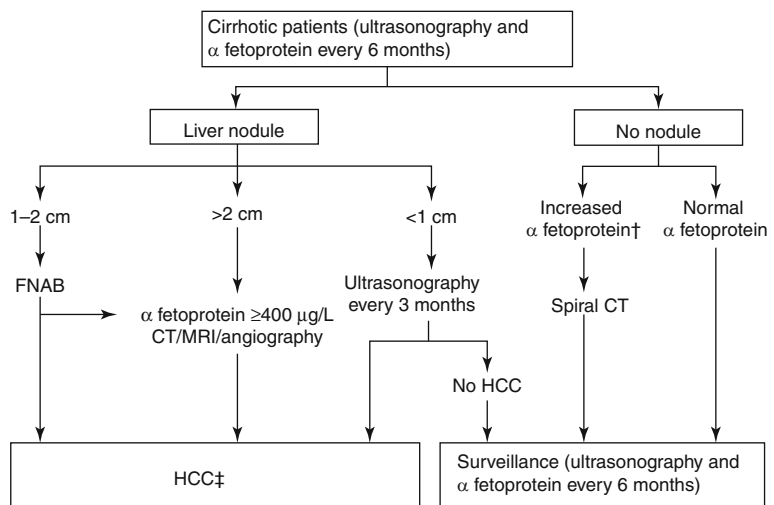 Cirrhotic patients (ultrasonography and
α fetoprotein every 6 months)
Liver nodule
No nodule
1–2 cm
>2 cm
<1 cm
Increased
α fetoprotein†
Normal
α fetoprotein
FNAB
α fetoprotein ≥400 μg/L
CT/MRI/angiography
Ultrasonography
every 3 months
Spiral CT
No HCC
HCC‡
Surveillance (ultrasonography and
α fetoprotein every 6 months)